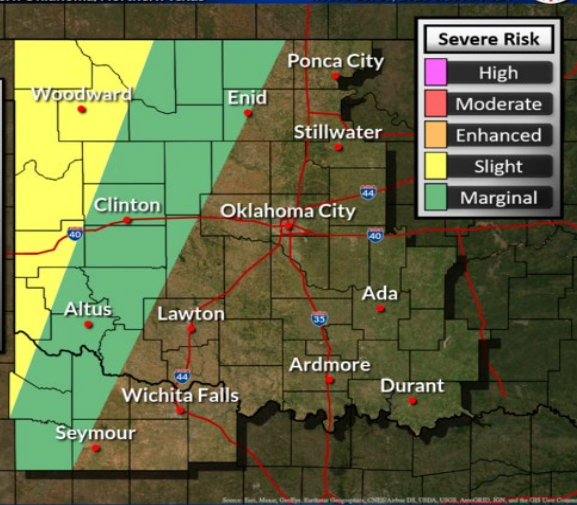 Severe Risk
High
Moderate
Enhanced
Slight
Marginal
Ponca City
Woodward
Enid
Stillwater
44
Clinton
Oklahoma City
40
40
Ada
Altus
Lawton
35
Ardmore
44
Durant
Wichita Falls
Seymour